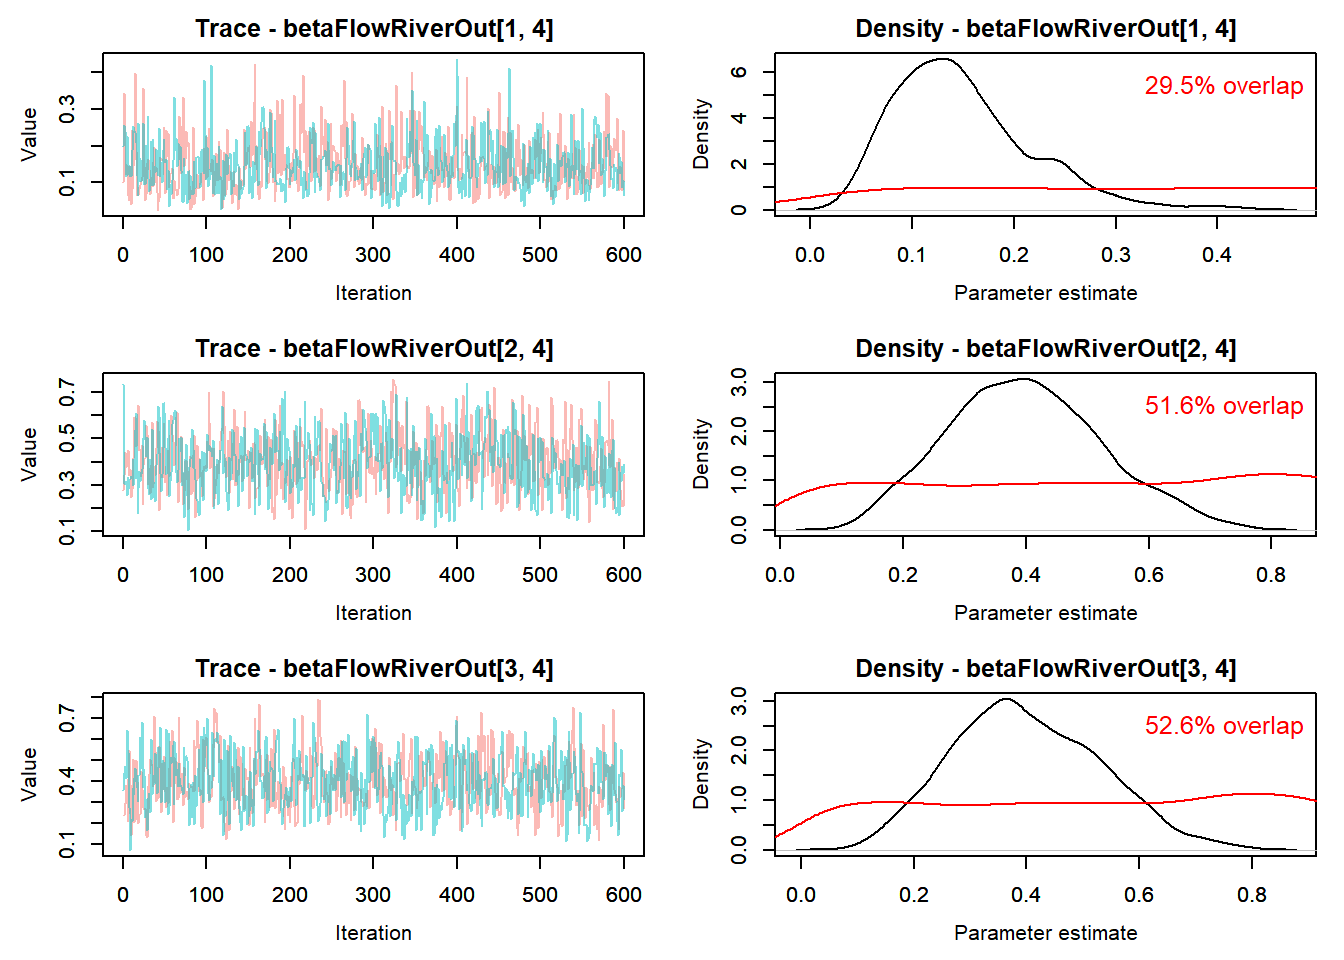 Trace - betaFlowRiverOut[1, 4]
Value
0.1 0.3
0 100 200 300 400 500 600
Iteration
Density - betaFlowRiverOut[1, 4]
Density
0 2 4 6
29.5% overlap
0.0 0.1 0.2 0.3 0.4
Parameter estimate
Trace - betaFlowRiverOut[2, 4]
Value
0.1 0.3 0.5 0.7
0 100 200 300 400 500 600
Iteration
Density - betaFlowRiverOut[2, 4]
Density
0.0 1.0 2.0 3.0
51.6% overlap
0.0 0.2 0.4 0.6 0.8
Parameter estimate
Trace - betaFlowRiverOut[3, 4]
Value
0.1 0.4 0.7
0 100 200 300 400 500 600
Iteration
Density - betaFlowRiverOut[3, 4]
Density
0.0 1.0 2.0 3.0
52.6% overlap
0.0 0.2 0.4 0.6 0.8
Parameter estimate